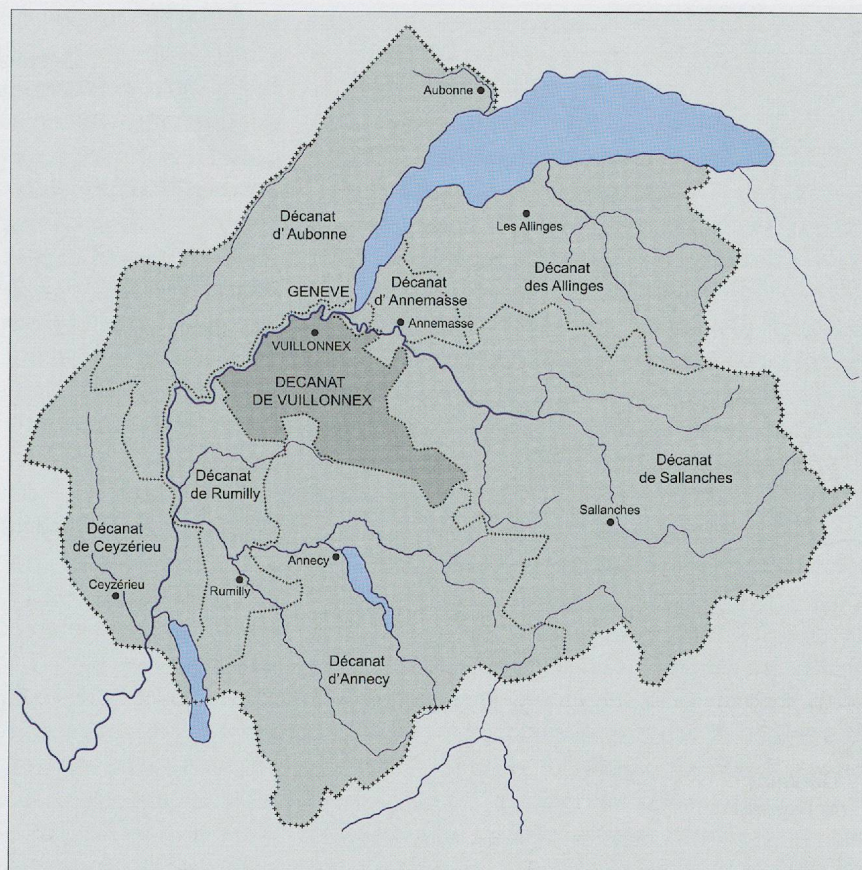 Aubonne
Décanat
d' Aubonne
Les Allinges
Décanat
des Allinges
GENEVE
Décanat
d' Annemasse
Annemasse
VUILLONNEX
DECANAT
DE VUILLONNEX
Décanat
de Rumilly
Décanat
de Sallanches
Sallanches
Décanat
de Ceyzérieu
Ceyzérieu
Annecy
Rumilly
Décanat
d'Annecy